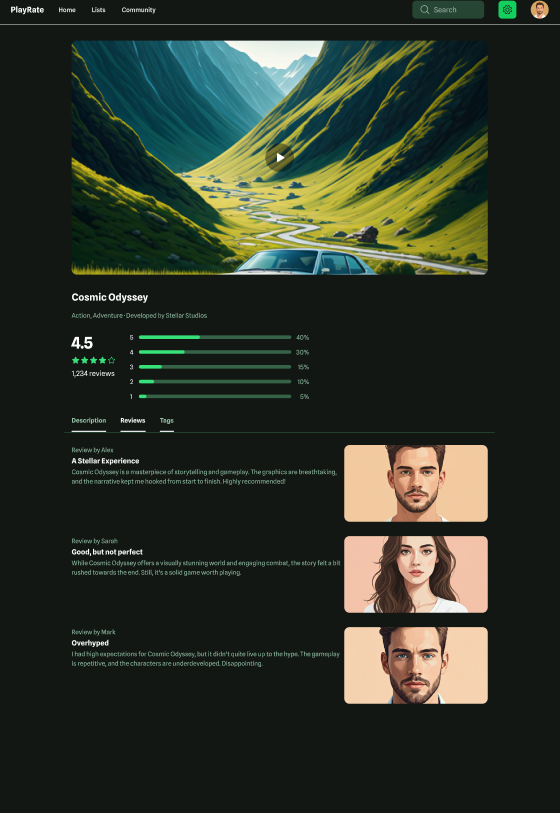 PlayRate Home Lists Community Search
Cosmic Odyssey
Action, Adventure · Developed by Stellar Studios
4.5
1,234 reviews
5 40%
4 30%
3 15%
2 10%
1 5%
Description Reviews Tags
Review by Alex
A Stellar Experience
Cosmic Odyssey is a masterpiece of storytelling and gameplay. The graphics are breathtaking,
and the narrative kept me hooked from start to finish. Highly recommended!
Review by Sarah
Good, but not perfect
While Cosmic Odyssey offers a visually stunning world and engaging combat, the story felt a bit
rushed towards the end. Still, it's a solid game worth playing.
Review by Mark
Overhyped
I had high expectations for Cosmic Odyssey, but it didn't quite live up to the hype. The gameplay
is repetitive, and the characters are underdeveloped. Disappointing.